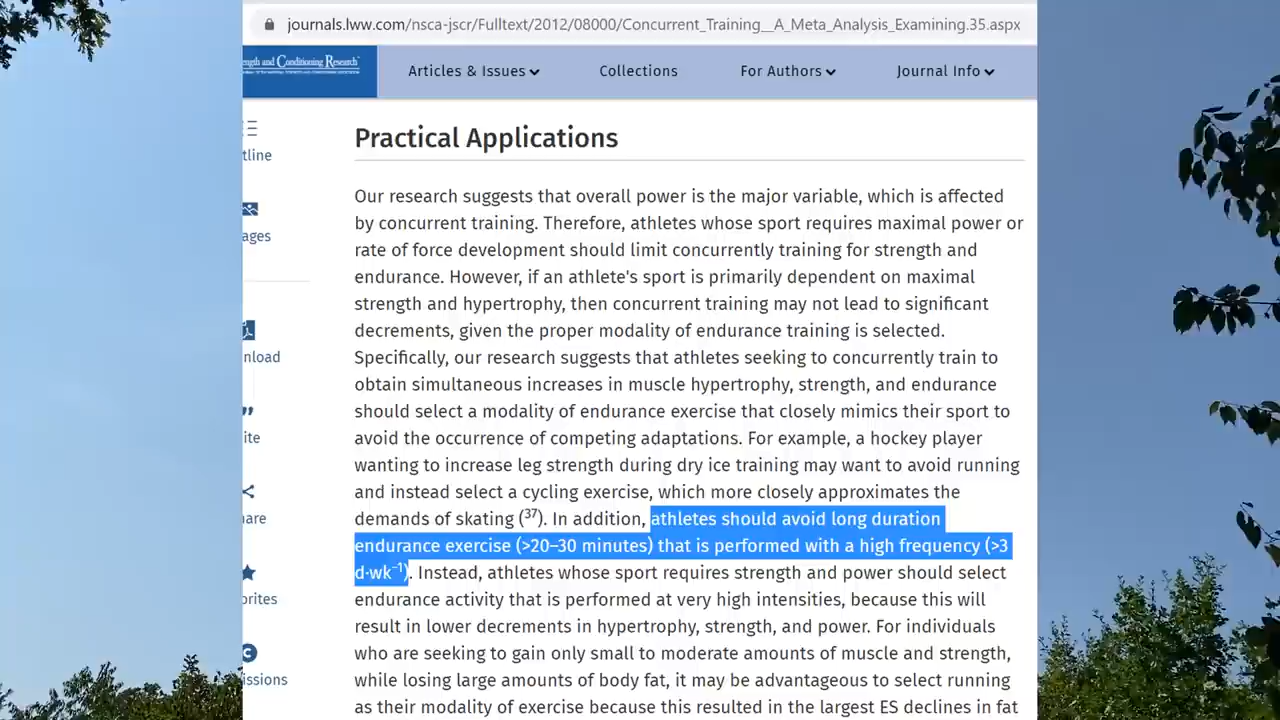 journals.lww.com/nsca-jscr/Fulltext/2012/08000/Concurrent_Training__A_Meta_Analysis_Examining.35.aspx
ength and Conditioning Research
Articles & Issues
Collections
For Authors
Journal Info
tline
ages
nload
ite
hare
orites
issions
Practical Applications
Our research suggests that overall power is the major variable, which is affected
by concurrent training. Therefore, athletes whose sport requires maximal power or
rate of force development should limit concurrently training for strength and
endurance. However, if an athlete's sport is primarily dependent on maximal
strength and hypertrophy, then concurrent training may not lead to significant
decrements, given the proper modality of endurance training is selected.
Specifically, our research suggests that athletes seeking to concurrently train to
obtain simultaneous increases in muscle hypertrophy, strength, and endurance
should select a modality of endurance exercise that closely mimics their sport to
avoid the occurrence of competing adaptations. For example, a hockey player
wanting to increase leg strength during dry ice training may want to avoid running
and instead select a cycling exercise, which more closely approximates the
demands of skating (37). In addition, athletes should avoid long duration
endurance exercise (>20–30 minutes) that is performed with a high frequency (>3
d·wk−1). Instead, athletes whose sport requires strength and power should select
endurance activity that is performed at very high intensities, because this will
result in lower decrements in hypertrophy, strength, and power. For individuals
who are seeking to gain only small to moderate amounts of muscle and strength,
while losing large amounts of body fat, it may be advantageous to select running
as their modality of exercise because this resulted in the largest ES declines in fat